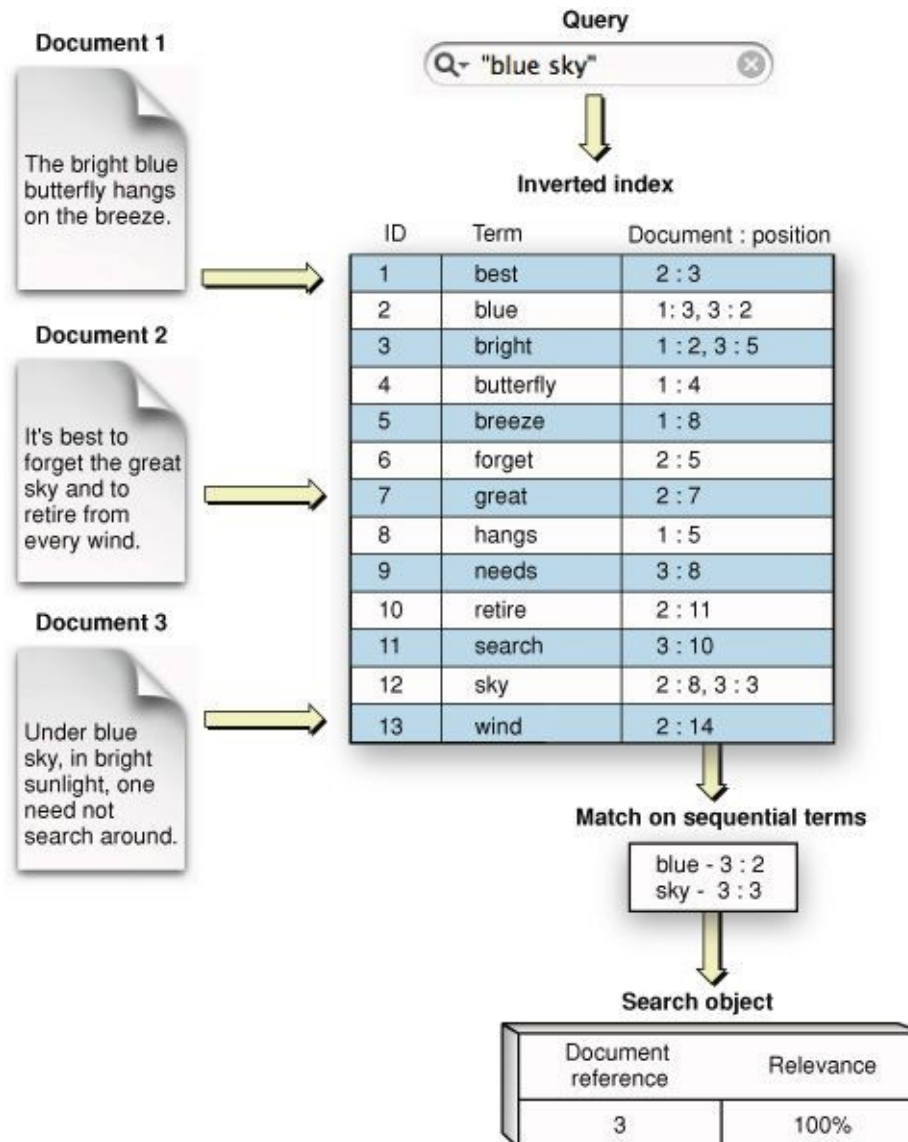 Query
"blue sky"
Document 1
The bright blue
butterfly hangs
on the breeze.
Document 2
It's best to
forget the great
sky and to
retire from
every wind.
Document 3
Under blue
sky, in bright
sunlight, one
need not
search around.
Inverted index
ID Term Document : position
1 best 2 : 3
2 blue 1: 3, 3 : 2
3 bright 1 : 2, 3 : 5
4 butterfly 1 : 4
5 breeze 1 : 8
6 forget 2 : 5
7 great 2 : 7
8 hangs 1 : 5
9 needs 3 : 8
10 retire 2 : 11
11 search 3 : 10
12 sky 2 : 8, 3 : 3
13 wind 2 : 14
Match on sequential terms
blue - 3 : 2
sky - 3 : 3
Search object
Document
reference
Relevance
3 100%